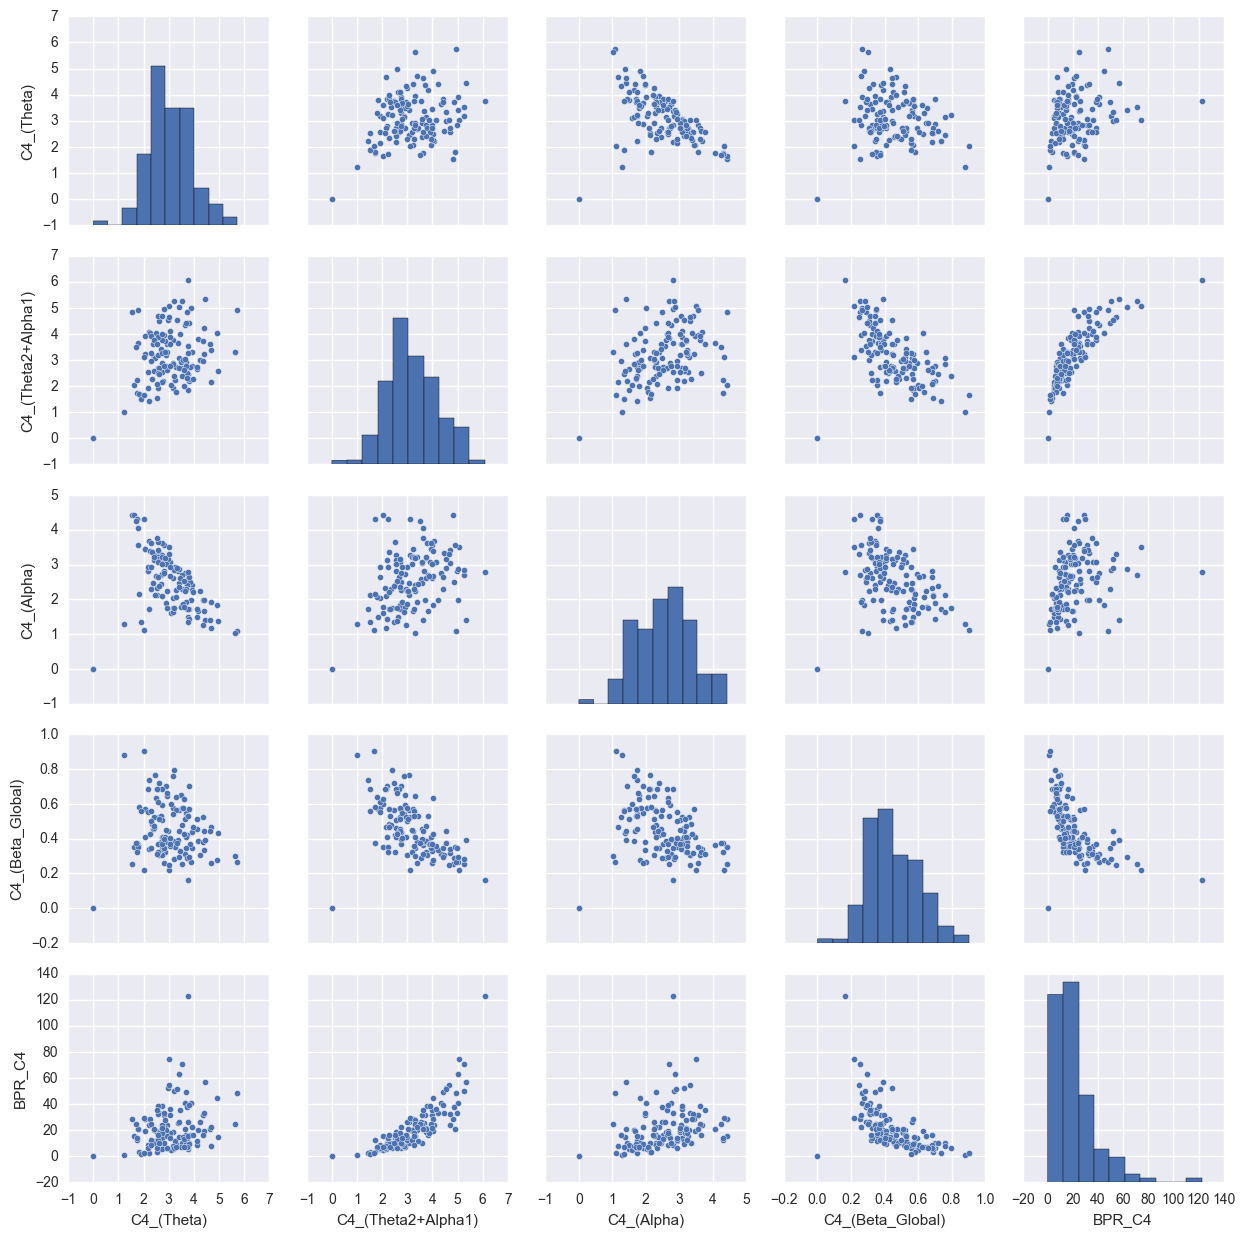 7
6
5
4
3
2
1
0
−1
C4_(Theta)
7
6
5
4
3
2
1
0
−1
C4_(Theta2+Alpha1)
5
4
3
2
1
0
−1
C4_(Alpha)
1.0
0.8
0.6
0.4
0.2
0.0
−0.2
C4_(Beta_Global)
140
120
100
80
60
40
20
0
−20
BPR_C4
−1 0 1 2 3 4 5 6 7
C4_(Theta)
−1 0 1 2 3 4 5 6 7
C4_(Theta2+Alpha1)
−1 0 1 2 3 4 5
C4_(Alpha)
−0.2 0.0 0.2 0.4 0.6 0.8 1.0
C4_(Beta_Global)
−20 0 20 40 60 80 100 120 140
BPR_C4